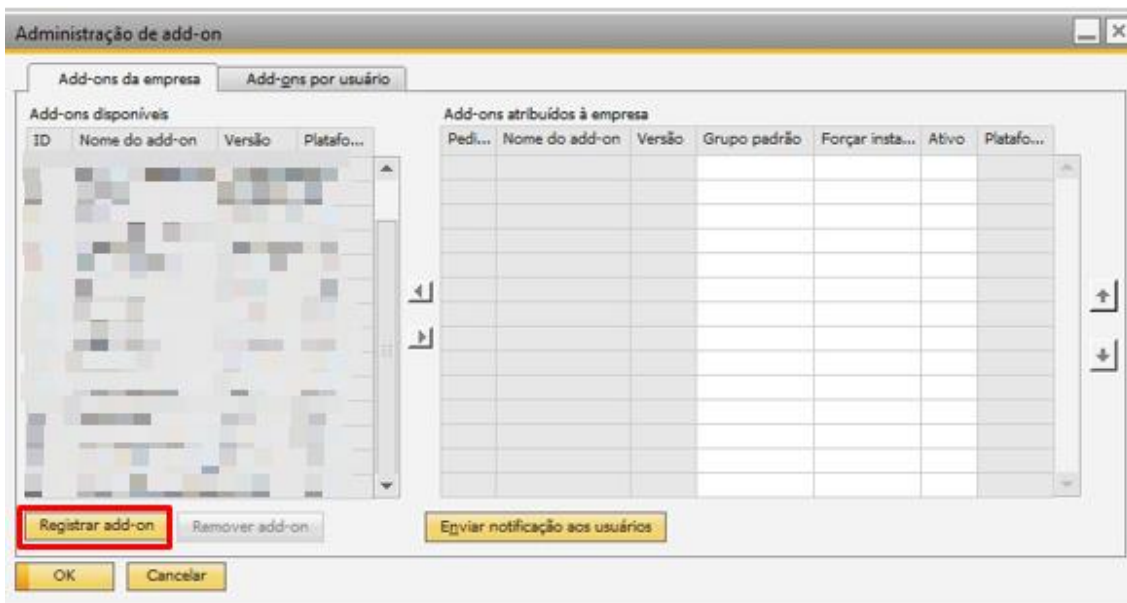 Administração de add-on
Add-ons da empresa Add-ons por usuário
Add-ons disponíveis Add-ons atribuídos à empresa
ID Nome do add-on Versão Platafo... Pedi... Nome do add-on Versão Grupo padrão Forçar insta... Ativo Platafo...
Registrar add-on Remover add-on Enviar notificação aos usuários
OK Cancelar